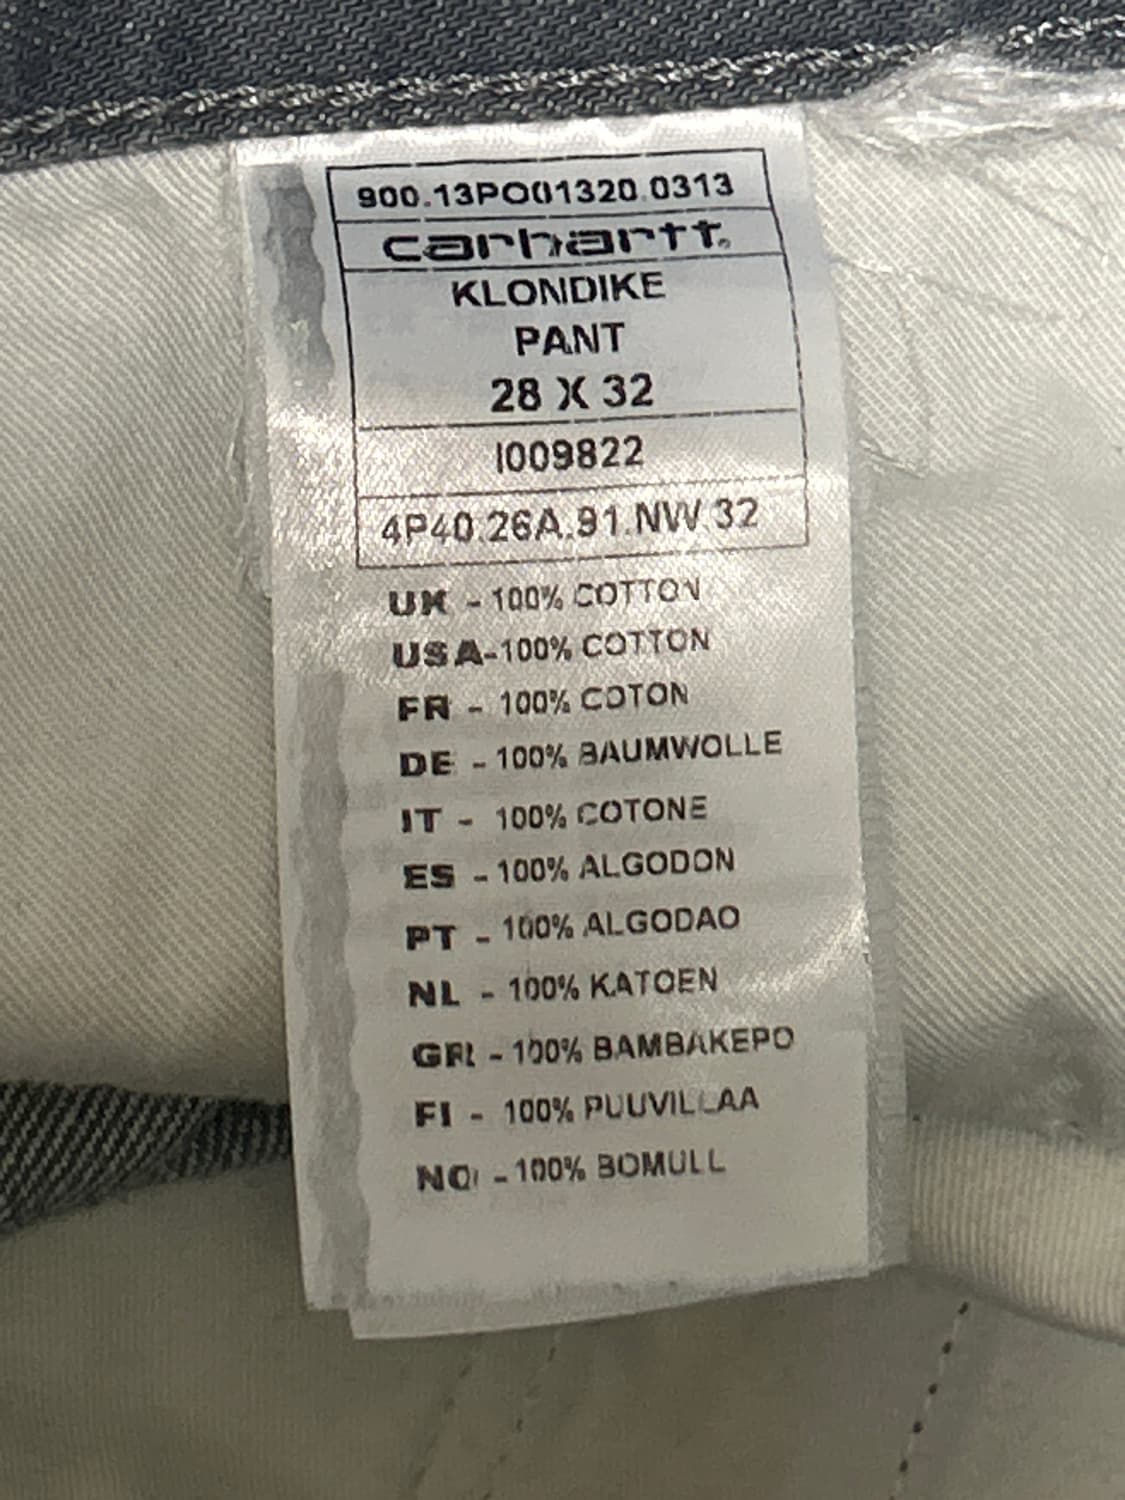 900.13PO01320.0313
carhartt
KLONDIKE
PANT
28 X 32
I009822
4P40.26A.91.NW.32
UK - 100% COTTON
USA-100% COTTON
FR - 100% COTON
DE - 100% BAUMWOLLE
IT - 100% COTONE
ES - 100% ALGODON
PT - 100% ALGODAO
NL - 100% KATOEN
GR - 100% BAMBAKEPO
FI - 100% PUUVILLAA
NO - 100% BOMULL